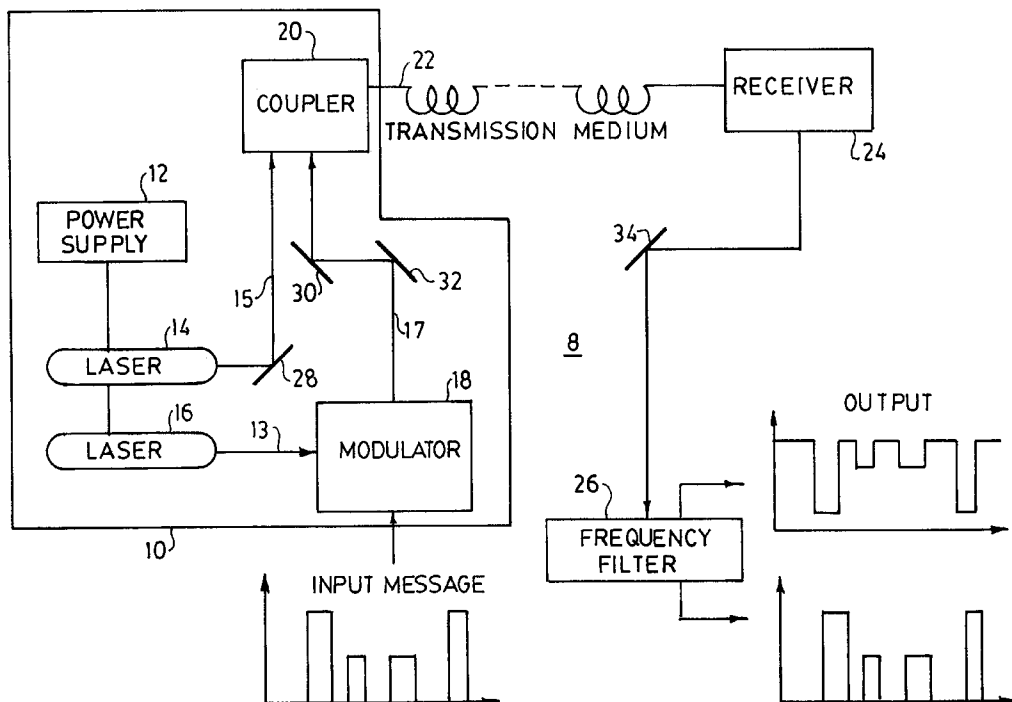 20
COUPLER
22
TRANSMISSION MEDIUM
RECEIVER
24
12
POWER
SUPPLY
15
30
32
34
17
8
14
LASER
28
16
LASER
13
18
MODULATOR
10
INPUT MESSAGE
26
FREQUENCY
FILTER
OUTPUT